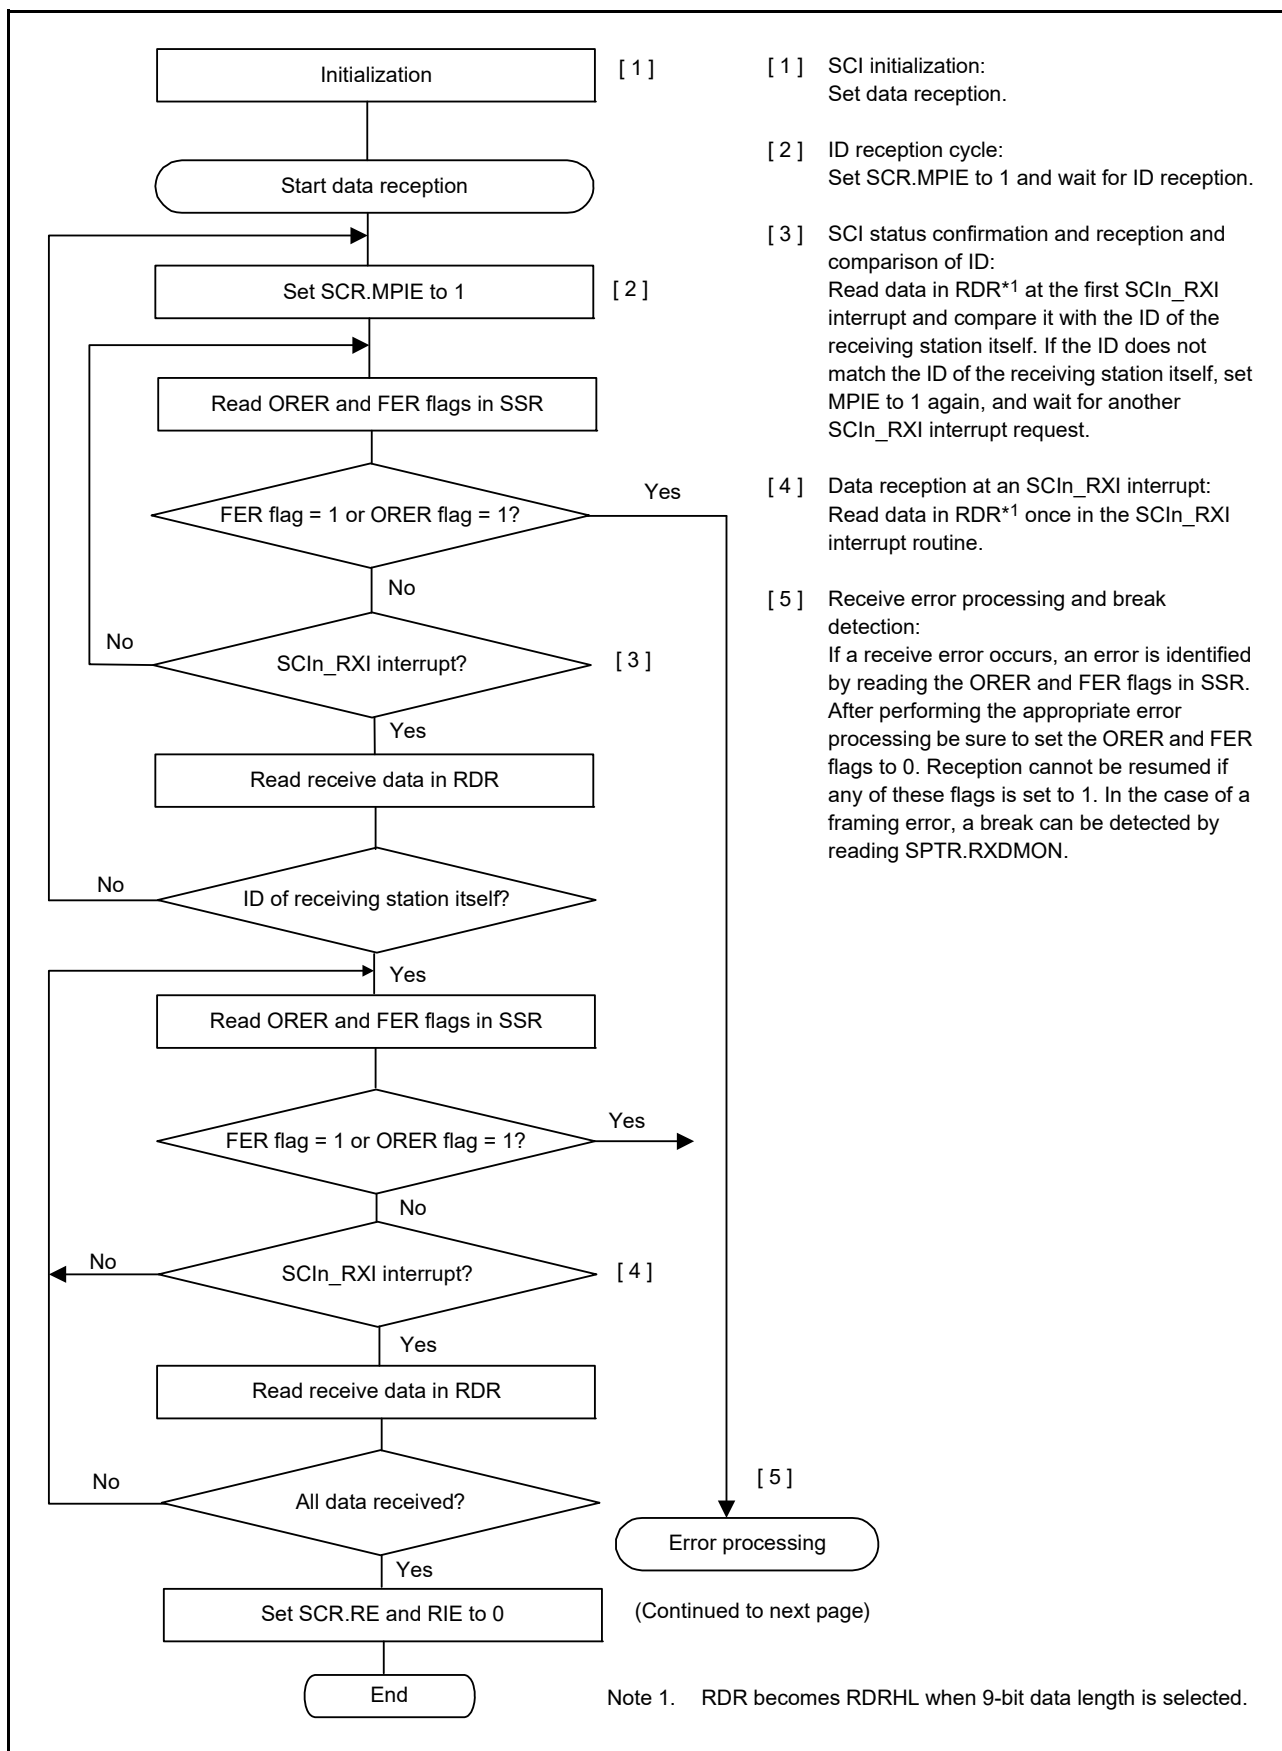 Initialization
[ 1 ]
Start data reception
Set SCR.MPIE to 1
[ 2 ]
Read ORER and FER flags in SSR
FER flag = 1 or ORER flag = 1?
Yes
No
No
SCIn_RXI interrupt?
[ 3 ]
Yes
Read receive data in RDR
No
ID of receiving station itself?
Yes
Read ORER and FER flags in SSR
FER flag = 1 or ORER flag = 1?
Yes
No
No
SCIn_RXI interrupt?
[ 4 ]
Yes
Read receive data in RDR
No
All data received?
[ 5 ]
Error processing
Yes
Set SCR.RE and RIE to 0
(Continued to next page)
End
[ 1 ] SCI initialization:
Set data reception.
[ 2 ] ID reception cycle:
Set SCR.MPIE to 1 and wait for ID reception.
[ 3 ] SCI status confirmation and reception and
comparison of ID:
Read data in RDR*1 at the first SCIn_RXI
interrupt and compare it with the ID of the
receiving station itself. If the ID does not
match the ID of the receiving station itself, set
MPIE to 1 again, and wait for another
SCIn_RXI interrupt request.
[ 4 ] Data reception at an SCIn_RXI interrupt:
Read data in RDR*1 once in the SCIn_RXI
interrupt routine.
[ 5 ] Receive error processing and break
detection:
If a receive error occurs, an error is identified
by reading the ORER and FER flags in SSR.
After performing the appropriate error
processing be sure to set the ORER and FER
flags to 0. Reception cannot be resumed if
any of these flags is set to 1. In the case of a
framing error, a break can be detected by
reading SPTR.RXDMON.
Note 1. RDR becomes RDRHL when 9-bit data length is selected.